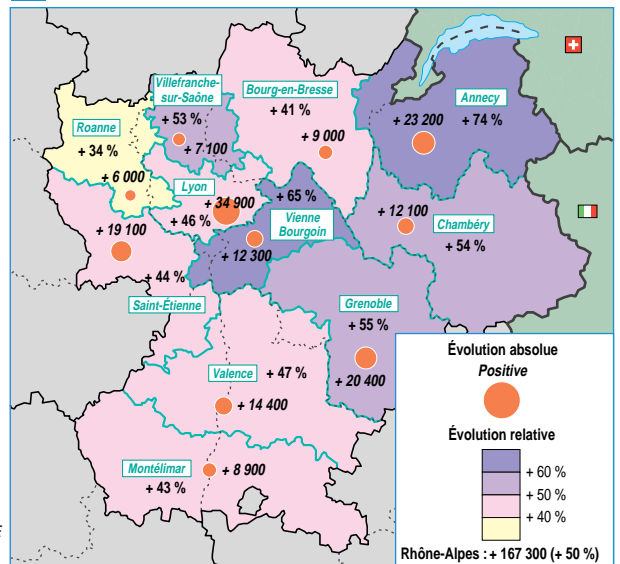 Villefranche-
sur-Saône
+ 53 %
+ 7 100
Bourg-en-Bresse
+ 41 %
+ 9 000
Annecy
+ 23 200
+ 74 %
Roanne
+ 34 %
+ 6 000
Lyon
+ 34 900
+ 46 %
+ 65 %
Vienne
Bourgoin
+ 12 300
+ 12 100
Chambéry
+ 54 %
+ 19 100
+ 44 %
Saint-Étienne
Grenoble
+ 55 %
+ 20 400
Valence
+ 47 %
+ 14 400
Montélimar
+ 43 %
+ 8 900
Évolution absolue
Positive
Évolution relative
+ 60 %
+ 50 %
+ 40 %
Rhône-Alpes : + 167 300 (+ 50 %)